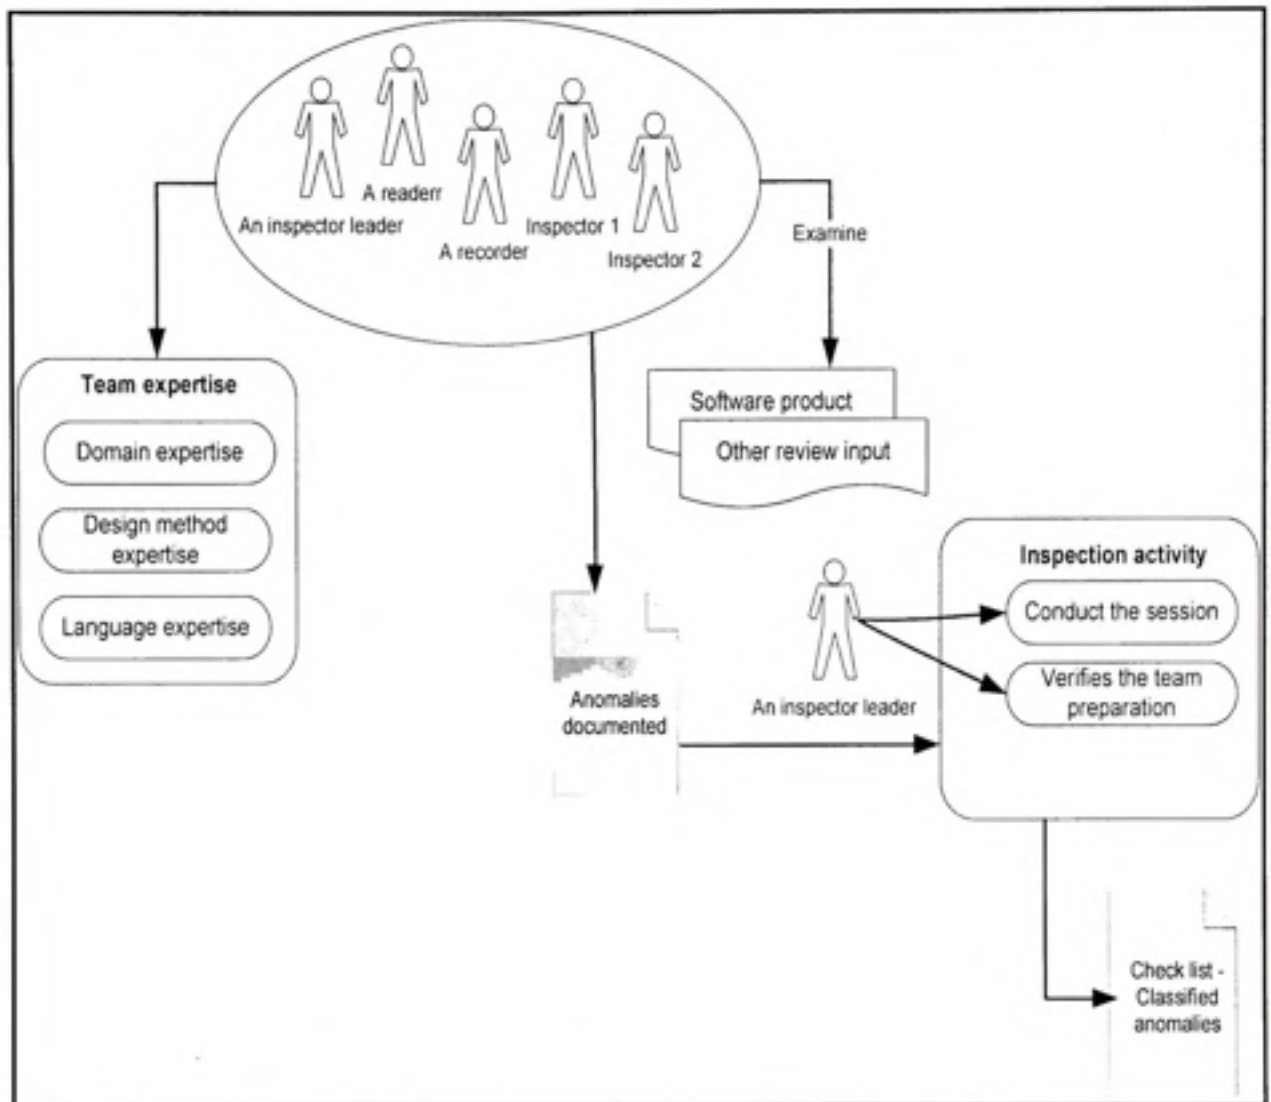 A readerr
An inspector leader
Inspector 1
A recorder
Inspector 2
Examine
Team expertise
Domain expertise
Design method
expertise
Language expertise
Software product
Other review input
Anomalies
documented
An inspector leader
Inspection activity
Conduct the session
Verifies the team
preparation
Check list -
Classified
anomalies